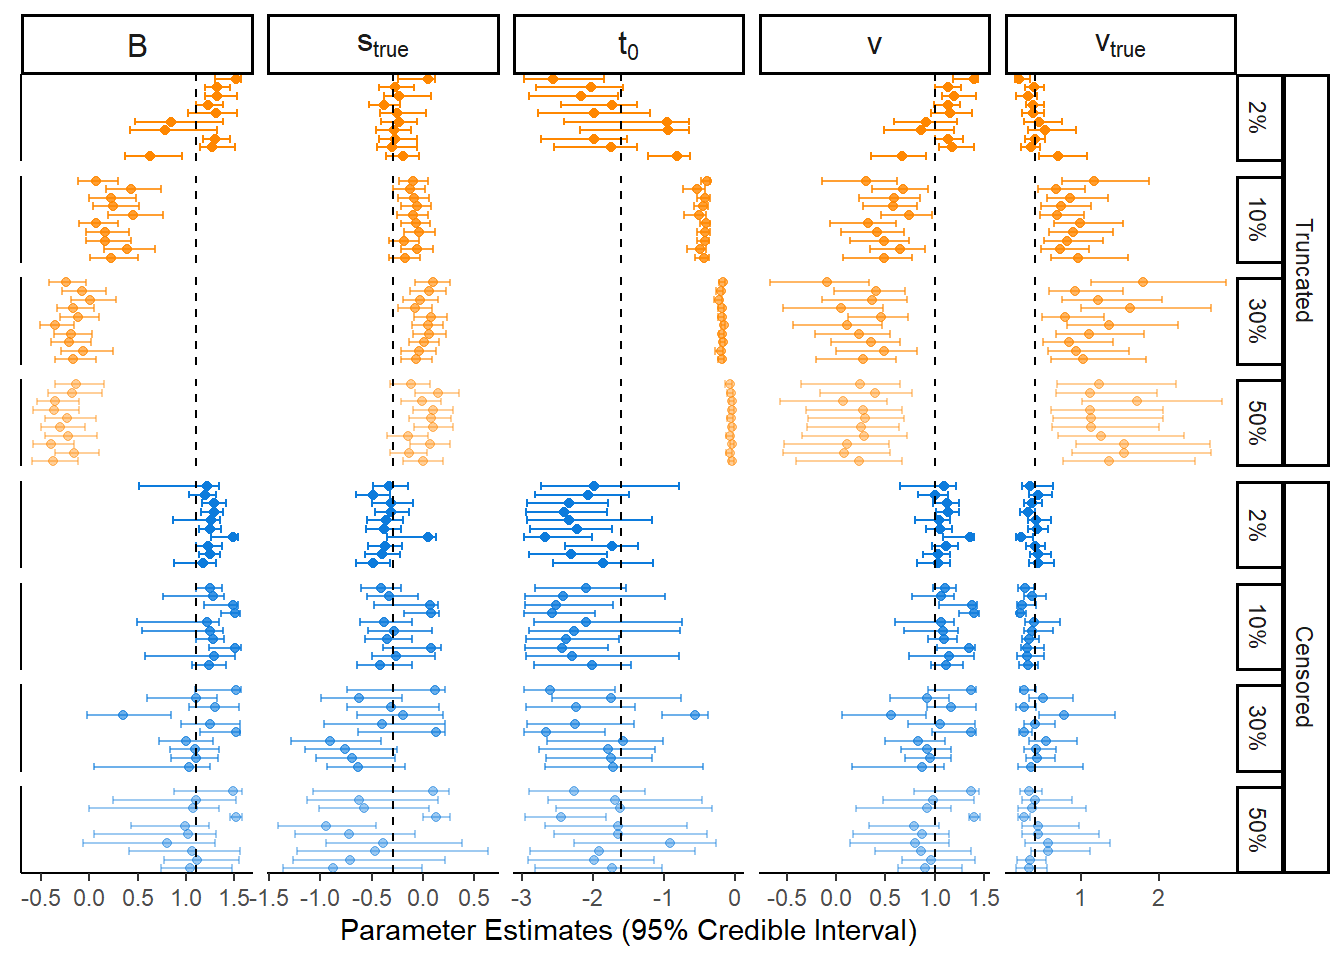 B
s_true
t_0
v
v_true
2%
10%
30%
50%
Truncated
2%
10%
30%
50%
Censored
-0.5 0.0 0.5 1.0 1.5
-1.5 -1.0 -0.5 0.0 0.5
-3 -2 -1 0
-0.5 0.0 0.5 1.0 1.5
1 2
Parameter Estimates (95% Credible Interval)